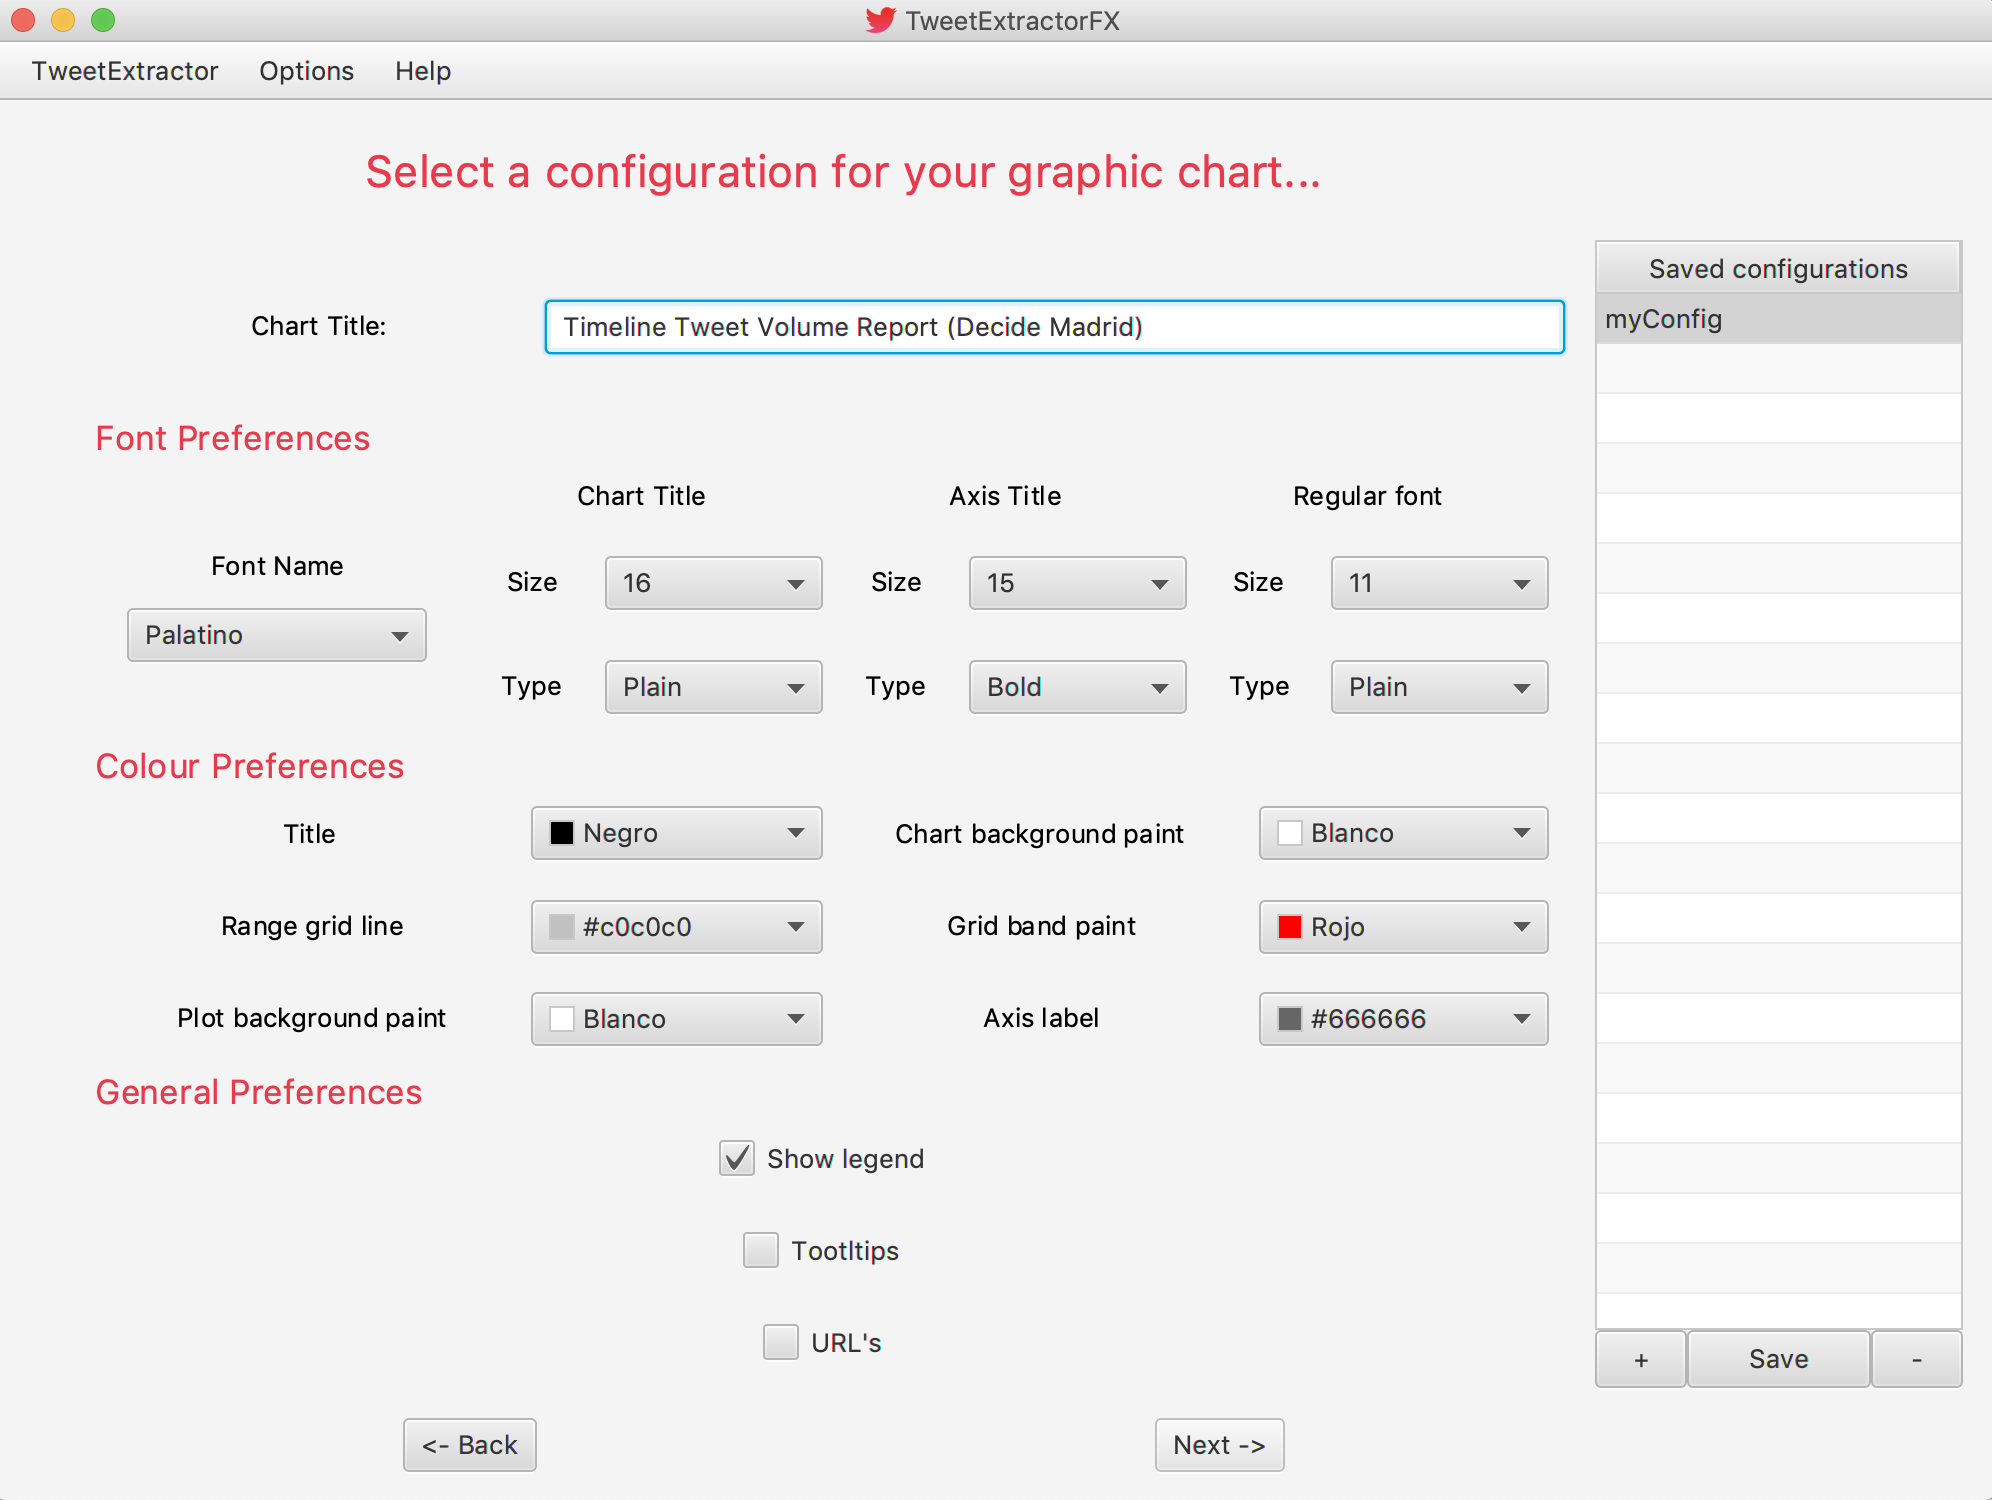 TweetExtractorFX
TweetExtractor Options Help
Select a configuration for your graphic chart...
Saved configurations
myConfig
Chart Title: Timeline Tweet Volume Report (Decide Madrid)
Font Preferences
Chart Title Axis Title Regular font
Font Name
Size 16 Size 15 Size 11
Palatino
Type Plain Type Bold Type Plain
Colour Preferences
Title Negro Chart background paint Blanco
Range grid line #c0c0c0 Grid band paint Rojo
Plot background paint Blanco Axis label #666666
General Preferences
Show legend
Tootltips
URL's
+ Save -
<- Back Next ->